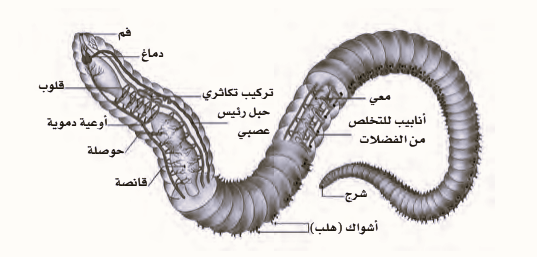 فم
دماغ
قلوب
تركيب تكاثري
حبل رئيس
عصبي
أوعية دموية
حوصلة
قانصة
معي
أنابيب للتخلص
من الفضلات
شرج
أشواك (هلب)